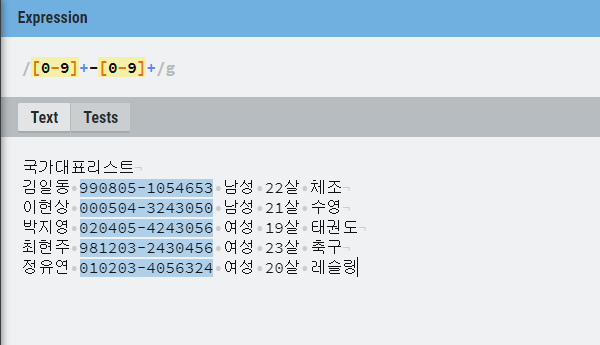 Expression
/[0-9]+-[0-9]+/g
Text Tests
국가대표리스트
김일동 990805-1054653 남성 22살 체조
이현상 000504-3243050 남성 21살 수영
박지영 020405-4243056 여성 19살 태권도
최현주 981203-2430456 여성 23살 축구
정유연 010203-4056324 여성 20살 레슬링